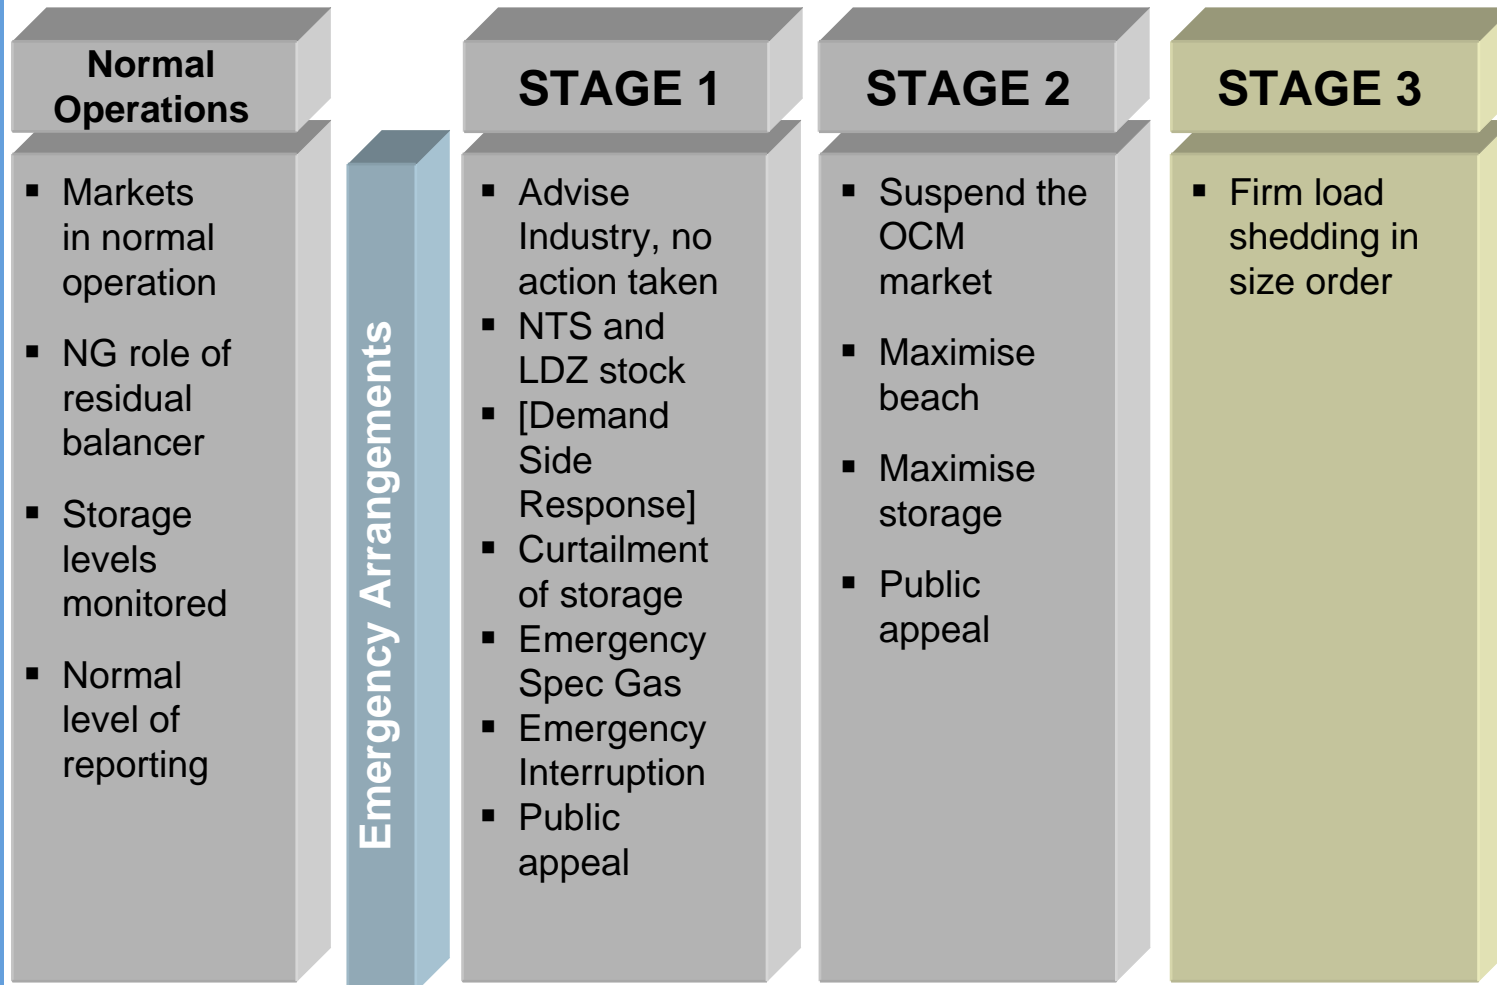 Normal
Operations
▪ Markets
in normal
operation
▪ NG role of
residual
balancer
▪ Storage
levels
monitored
▪ Normal
level of
reporting
Emergency Arrangements
STAGE 1
▪ Advise
Industry, no
action taken
▪ NTS and
LDZ stock
▪ [Demand
Side
Response]
▪ Curtailment
of storage
▪ Emergency
Spec Gas
▪ Emergency
Interruption
▪ Public
appeal
STAGE 2
▪ Suspend the
OCM
market
▪ Maximise
beach
▪ Maximise
storage
▪ Public
appeal
STAGE 3
▪ Firm load
shedding in
size order